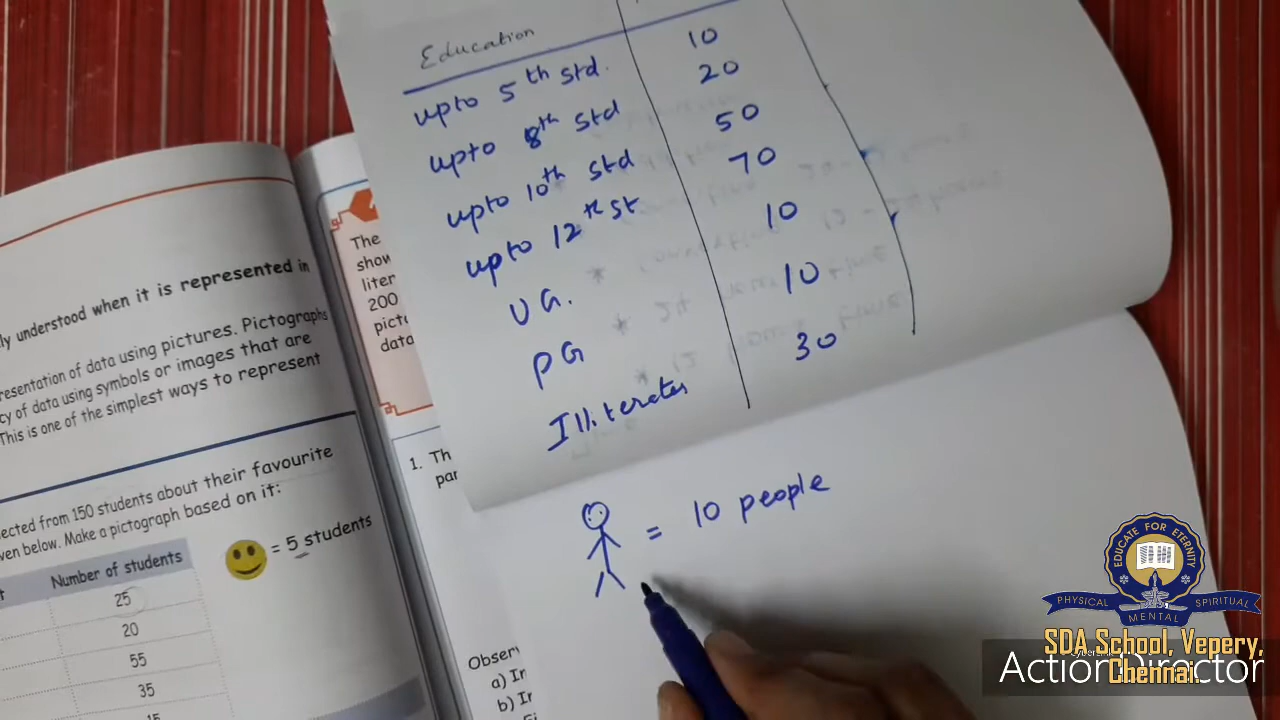 Education
upto 5th std. 10
upto 8th std 20
upto 10th std 50
upto 12th st 70
UG. 10
PG 10
Illiterates 30
= 10 people
ly understood when it is represented in
resentation of data using pictures. Pictographs
cy of data using symbols or images that are
This is one of the simplest ways to represent
lected from 150 students about their favourite
ven below. Make a pictograph based on it:
= 5 students
Number of students
25
20
55
35
15
The
show
liter
200
pictu
data
1. Th
par
Obser
a) Ir
b) Ir
EDUCATE FOR ETERNITY
PHYSICAL MENTAL SPIRITUAL
SDA School, Vepery,
Chennai.
ActionDirector